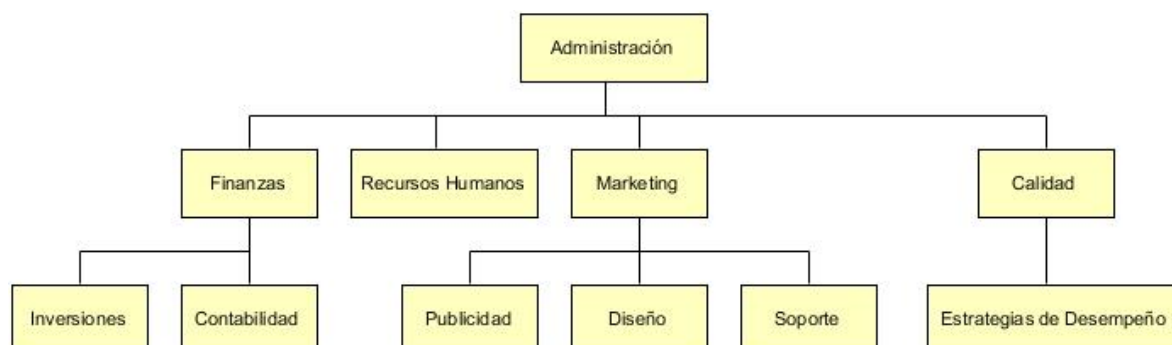 Administración
Finanzas
Recursos Humanos
Marketing
Calidad
Inversiones
Contabilidad
Publicidad
Diseño
Soporte
Estrategias de Desempeño